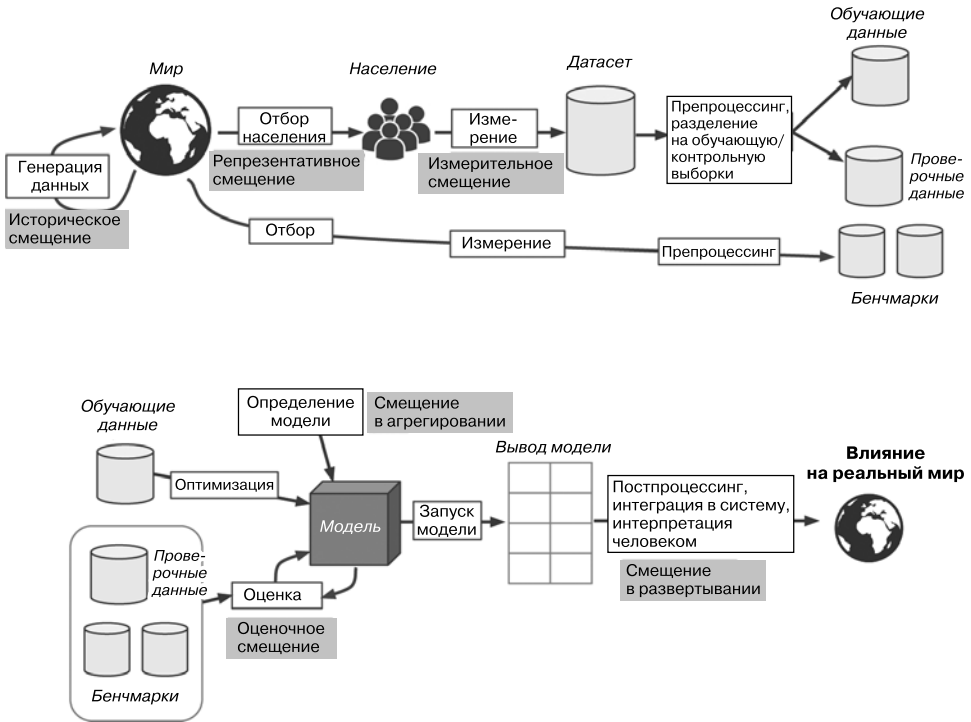 Обучающие
данные
Мир
Население
Датасет
Отбор
населения
Изме-
рение
Препроцессинг,
разделение
на обучающую/
контрольную
выборки
Генерация
данных
Репрезентативное
смещение
Измерительное
смещение
Прове-
рочные
данные
Историческое
смещение
Отбор
Измерение
Препроцессинг
Бенчмарки
Обучающие
данные
Определение
модели
Смещение
в агрегировании
Вывод модели
Влияние
на реальный мир
Оптимизация
Модель
Запуск
модели
Постпроцессинг,
интеграция в систему,
интерпретация
человеком
Прове-
рочные
данные
Оценка
Смещение
в развертывании
Оценочное
смещение
Бенчмарки